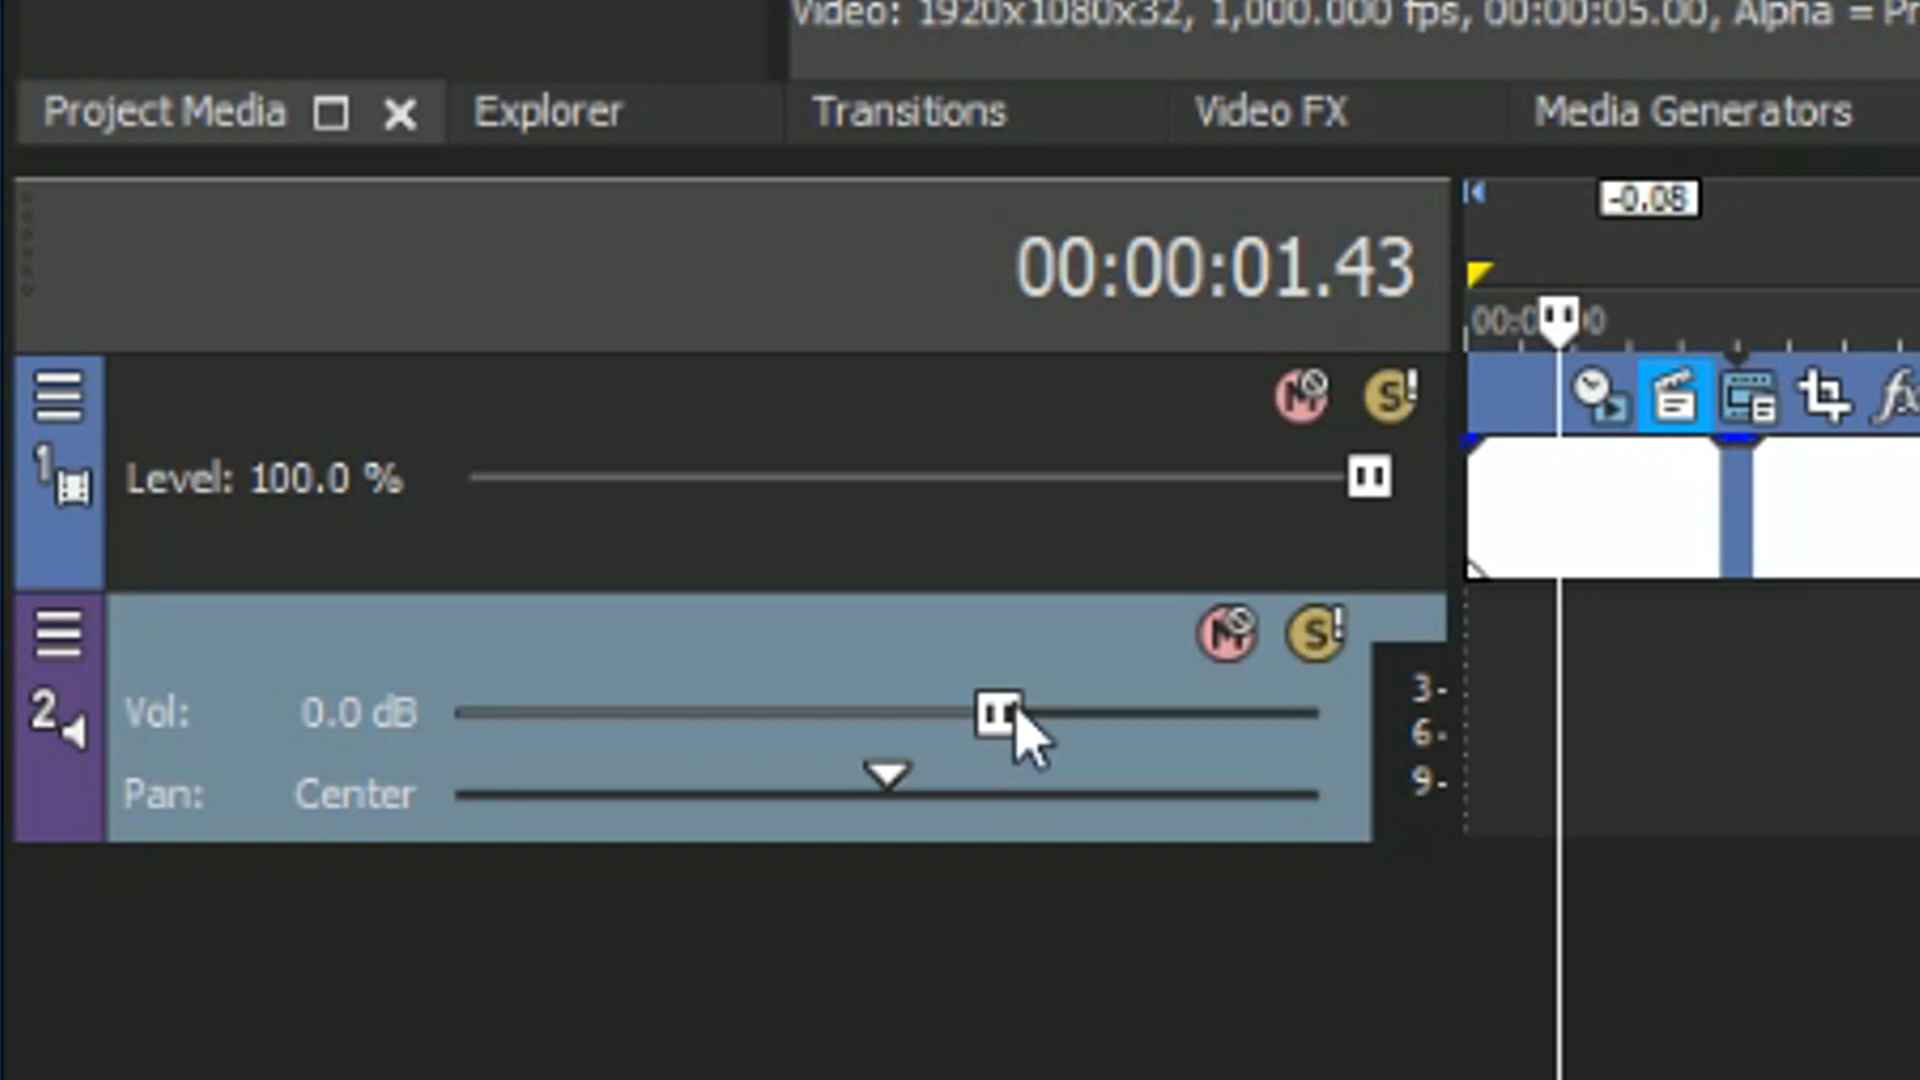 Video: 1920x1080x32, 1,000.000 fps, 00:00:05.00, Alpha = Pr
Project Media Explorer Transitions Video FX Media Generators
-0.08
00:00:01.43
M S
1
Level: 100.0 %
M S
2
Vol: 0.0 dB
3-
6-
Pan: Center
9-
fx